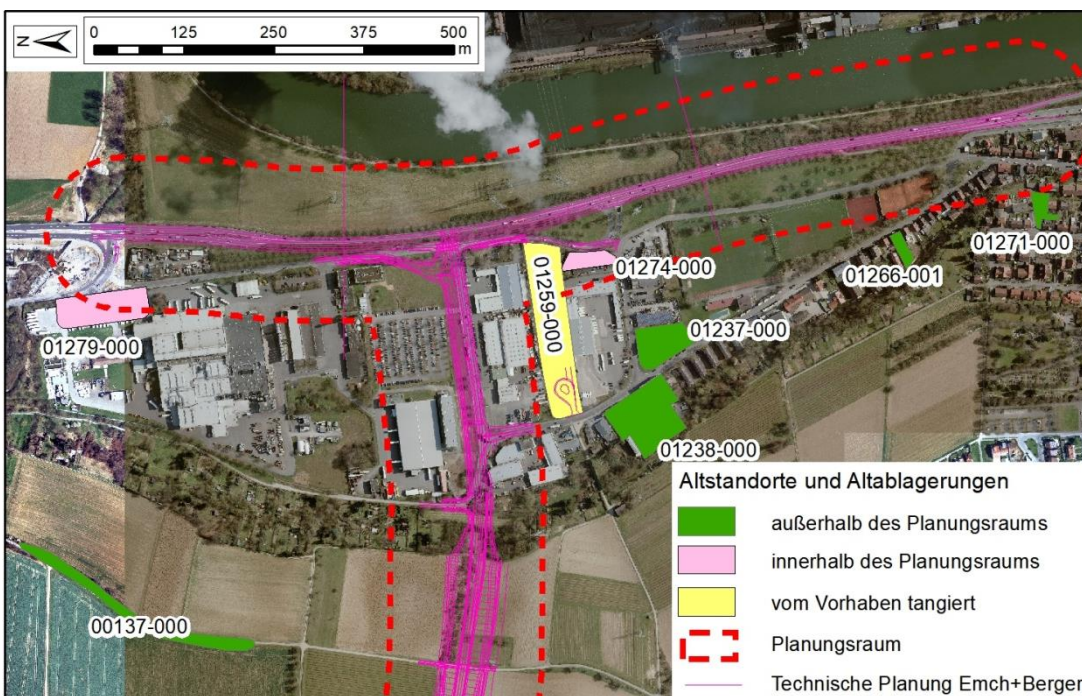 N
0 125 250 375 500
m
01279-000
01259-000
01274-000
01237-000
01238-000
01266-001
01271-000
00137-000
Altstandorte und Altablagerungen
außerhalb des Planungsraums
innerhalb des Planungsraums
vom Vorhaben tangiert
Planungsraum
Technische Planung Emch+Berger